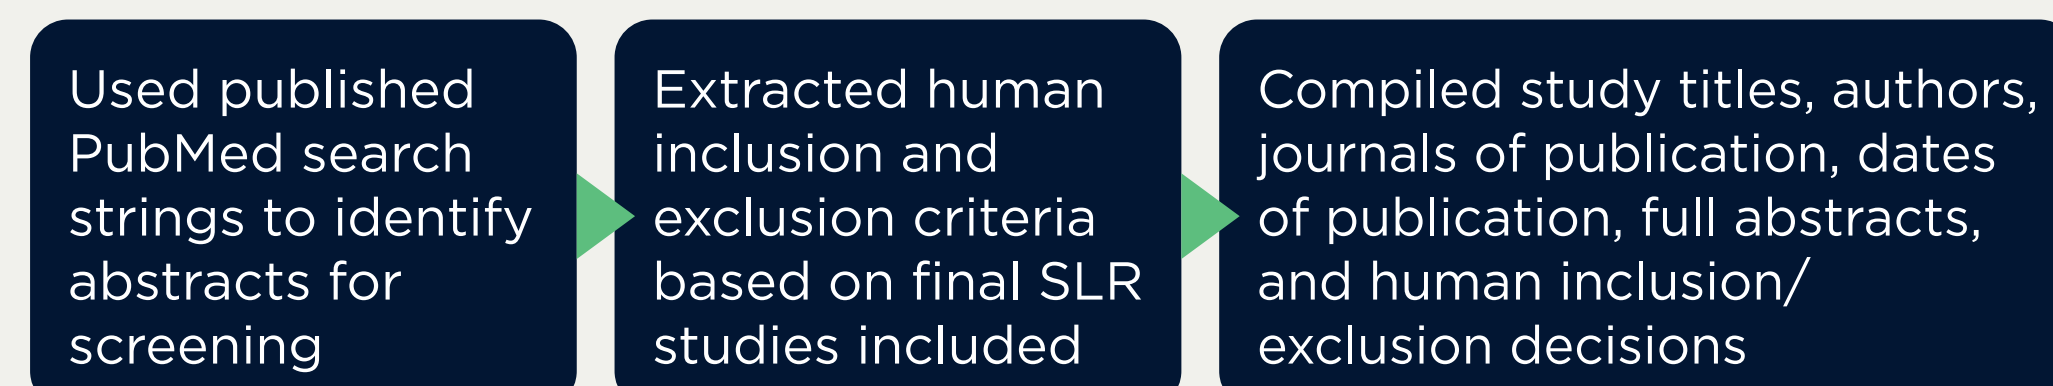 Used published
PubMed search
strings to identify
abstracts for
screening
Extracted human
inclusion and
exclusion criteria
based on final SLR
studies included
Compiled study titles, authors,
journals of publication, dates
of publication, full abstracts,
and human inclusion/
exclusion decisions